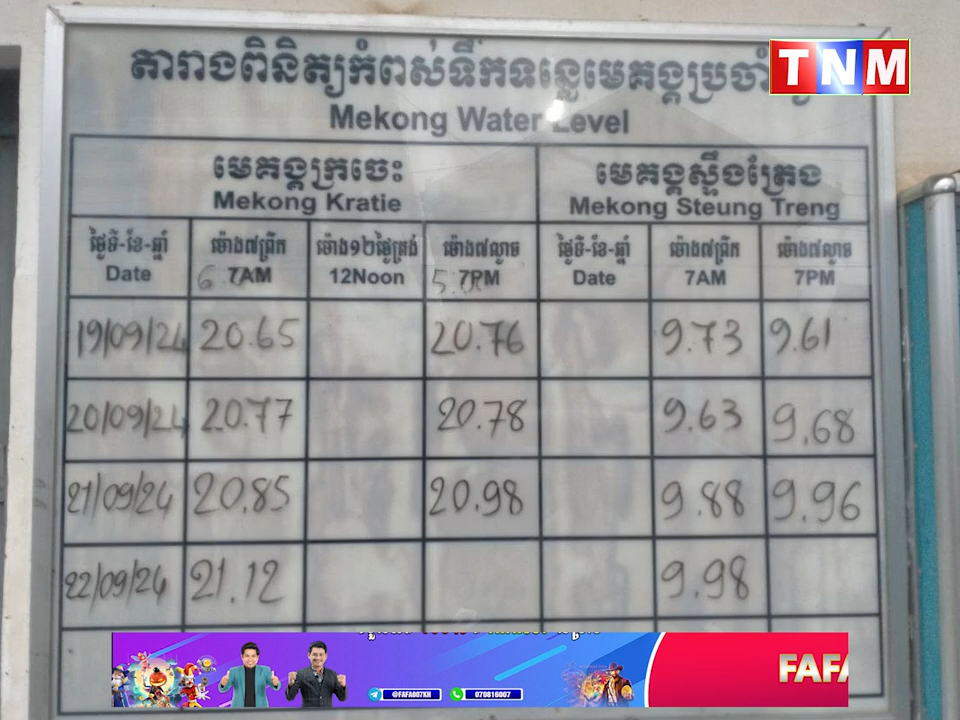 តារាងពិនិត្យកំពស់ទឹកទន្លេមេគង្គប្រចាំ
TNM
Mekong Water Level
មេគង្គក្រចេះ មេគង្គស្ទឹងត្រែង
Mekong Kratie Mekong Steung Treng
ថ្ងៃទី-ខែ-ឆ្នាំ ម៉ោង៧ព្រឹក ម៉ោង១២ថ្ងៃត្រង់ ម៉ោង៧ល្ងាច ថ្ងៃទី-ខែ-ឆ្នាំ ម៉ោង៧ព្រឹក ម៉ោង៧ល្ងាច
Date 7AM 12Noon 7PM Date 7AM 7PM
19/09/24 20.65 20.76 9.73 9.61
20/09/24 20.77 20.78 9.63 9.68
21/09/24 20.85 20.98 9.88 9.96
22/09/24 21.12 9.98
@FAFA007KH 070816007